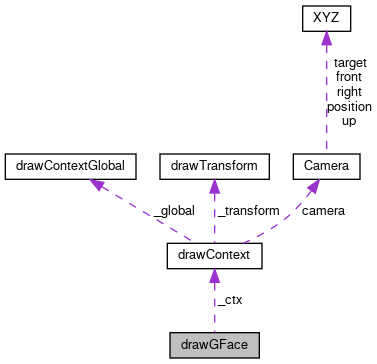 XYZ
target
front
right
position
up
drawContextGlobal
drawTransform
Camera
_global
_transform
camera
drawContext
_ctx
drawGFace